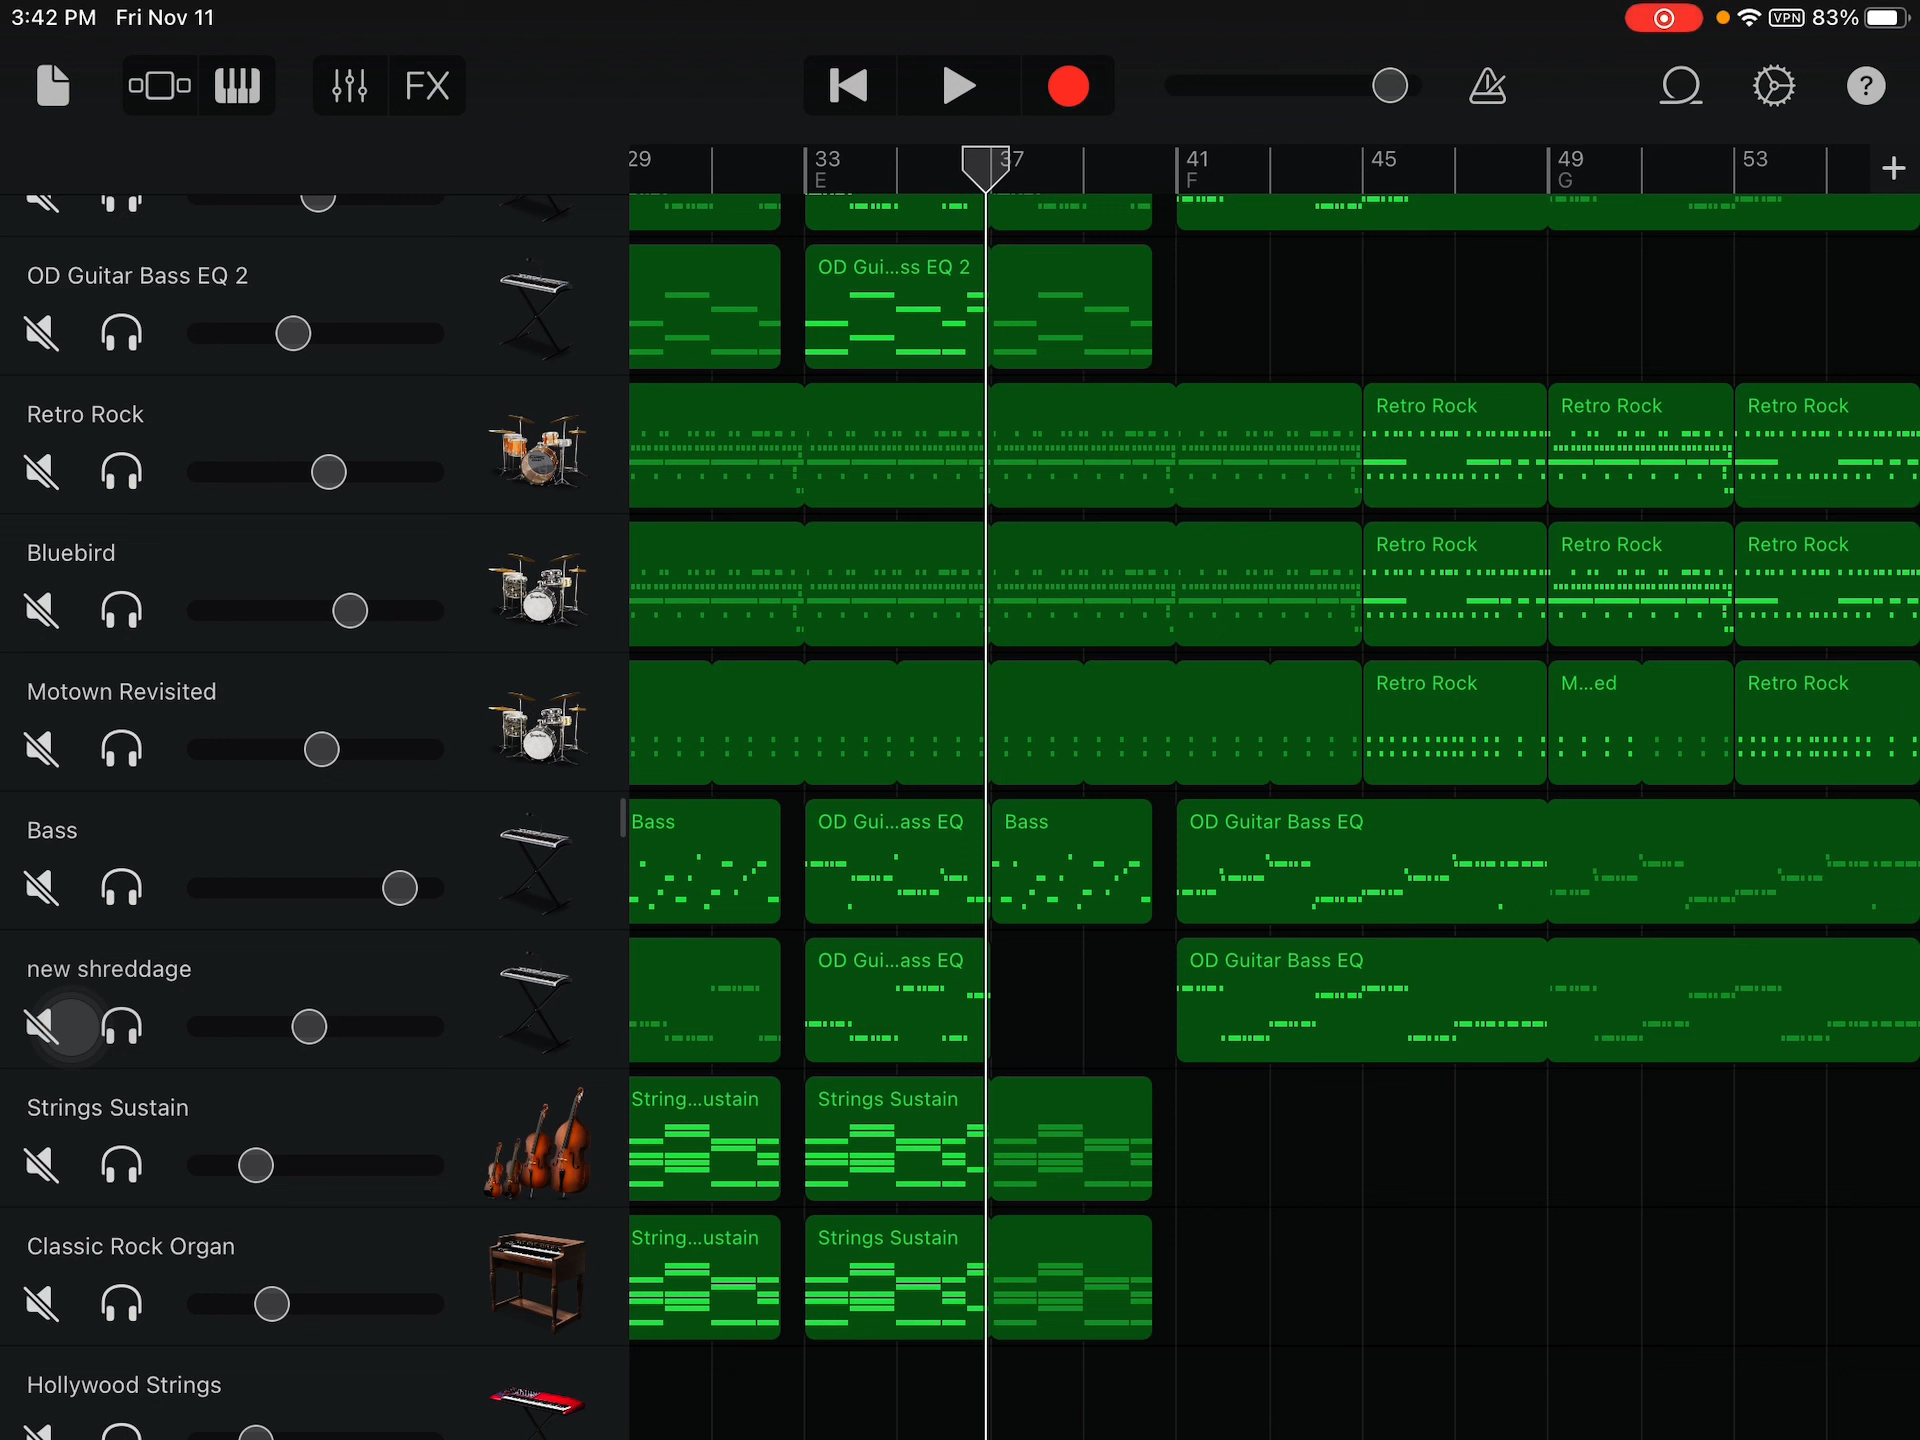 3:42 PM Fri Nov 11
VPN 83%
FX
?
29 33 37 41 45 49 53
E F G
OD Guitar Bass EQ 2
OD Gui...ss EQ 2
Retro Rock
Retro Rock Retro Rock Retro Rock
Bluebird
Retro Rock Retro Rock Retro Rock
Motown Revisited
Retro Rock M...ed Retro Rock
Bass
Bass OD Gui...ass EQ Bass OD Guitar Bass EQ
new shreddage
OD Gui...ass EQ OD Guitar Bass EQ
Strings Sustain
String...ustain Strings Sustain
Classic Rock Organ
String...ustain Strings Sustain
Hollywood Strings